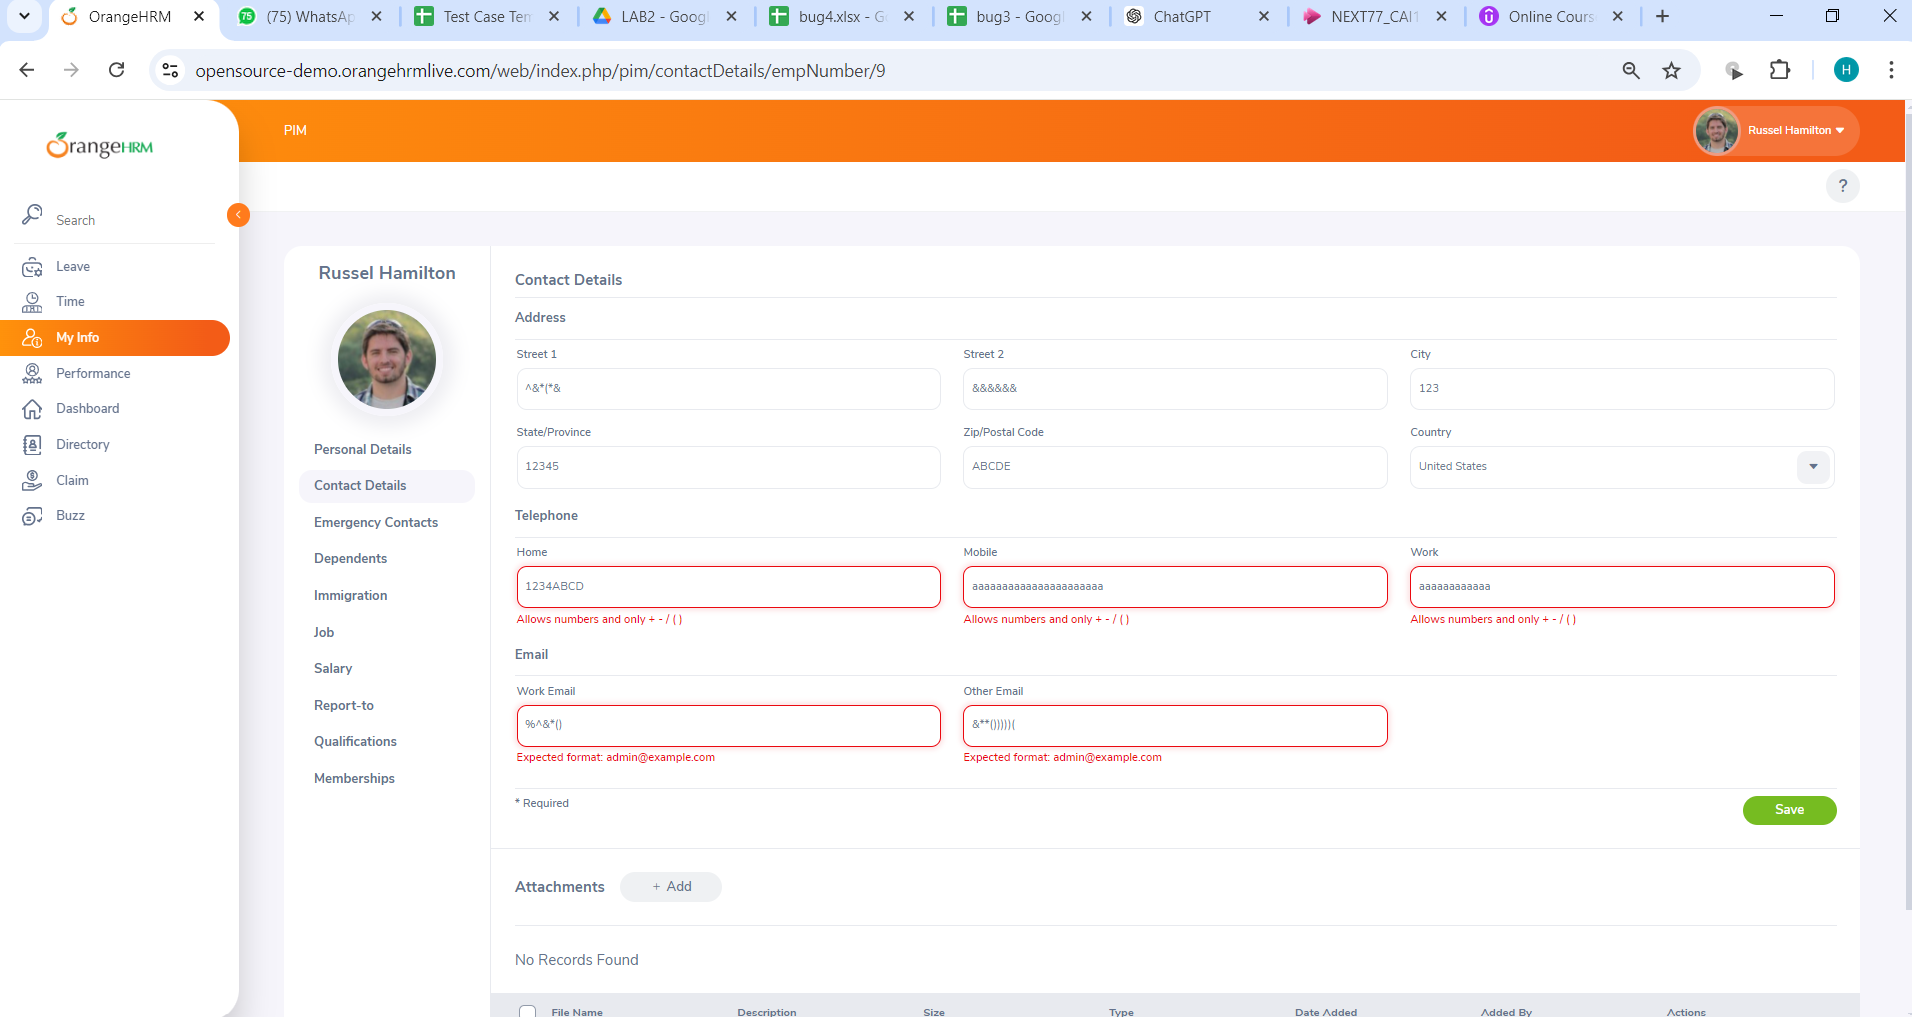 OrangeHRM
(75) WhatsAp
Test Case Tem
LAB2 - Googl
bug4.xlsx - G
bug3 - Googl
ChatGPT
NEXT77_CAI1
Online Cours
opensource-demo.orangehrmlive.com/web/index.php/pim/contactDetails/empNumber/9
H
OrangeHRM
PIM
Russel Hamilton
?
Search
Leave
Time
My Info
Performance
Dashboard
Directory
Claim
Buzz
Russel Hamilton
Personal Details
Contact Details
Emergency Contacts
Dependents
Immigration
Job
Salary
Report-to
Qualifications
Memberships
Contact Details
Address
Street 1 Street 2 City
^&*(*& &&&&&& 123
State/Province Zip/Postal Code Country
12345 ABCDE United States
Telephone
Home Mobile Work
1234ABCD aaaaaaaaaaaaaaaaaaaaaa aaaaaaaaaaaa
Allows numbers and only + - / ( ) Allows numbers and only + - / ( ) Allows numbers and only + - / ( )
Email
Work Email Other Email
%^&*() &**()))))(
Expected format: admin@example.com Expected format: admin@example.com
* Required
Save
Attachments + Add
No Records Found
File Name Description Size Type Date Added Added By Actions